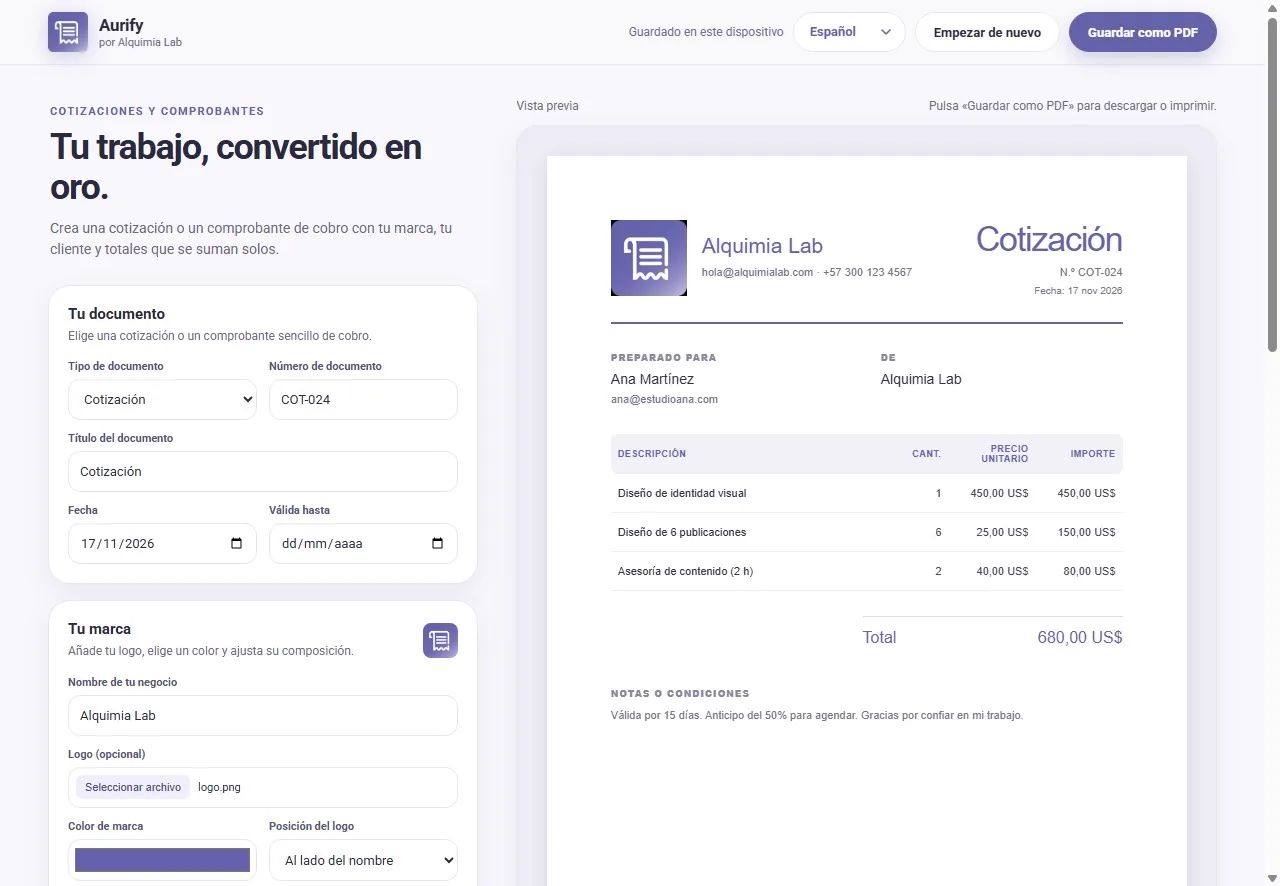 Aurify
por Alquimia Lab
Guardado en este dispositivo
Español
Empezar de nuevo
Guardar como PDF
COTIZACIONES Y COMPROBANTES
Tu trabajo, convertido en
oro.
Crea una cotización o un comprobante de cobro con tu marca, tu
cliente y totales que se suman solos.
Tu documento
Elige una cotización o un comprobante sencillo de cobro.
Tipo de documento
Número de documento
Cotización
COT-024
Título del documento
Cotización
Fecha
Válida hasta
17/11/2026
dd/mm/aaaa
Tu marca
Añade tu logo, elige un color y ajusta su composición.
Nombre de tu negocio
Alquimia Lab
Logo (opcional)
Seleccionar archivo logo.png
Color de marca
Posición del logo
Al lado del nombre
Vista previa
Pulsa «Guardar como PDF» para descargar o imprimir.
Alquimia Lab
hola@alquimialab.com · +57 300 123 4567
Cotización
N.º COT-024
Fecha: 17 nov 2026
PREPARADO PARA
Ana Martínez
ana@estudioana.com
DE
Alquimia Lab
DESCRIPCIÓN CANT. PRECIO UNITARIO IMPORTE
Diseño de identidad visual 1 450,00 US$ 450,00 US$
Diseño de 6 publicaciones 6 25,00 US$ 150,00 US$
Asesoría de contenido (2 h) 2 40,00 US$ 80,00 US$
Total 680,00 US$
NOTAS O CONDICIONES
Válida por 15 días. Anticipo del 50% para agendar. Gracias por confiar en mi trabajo.